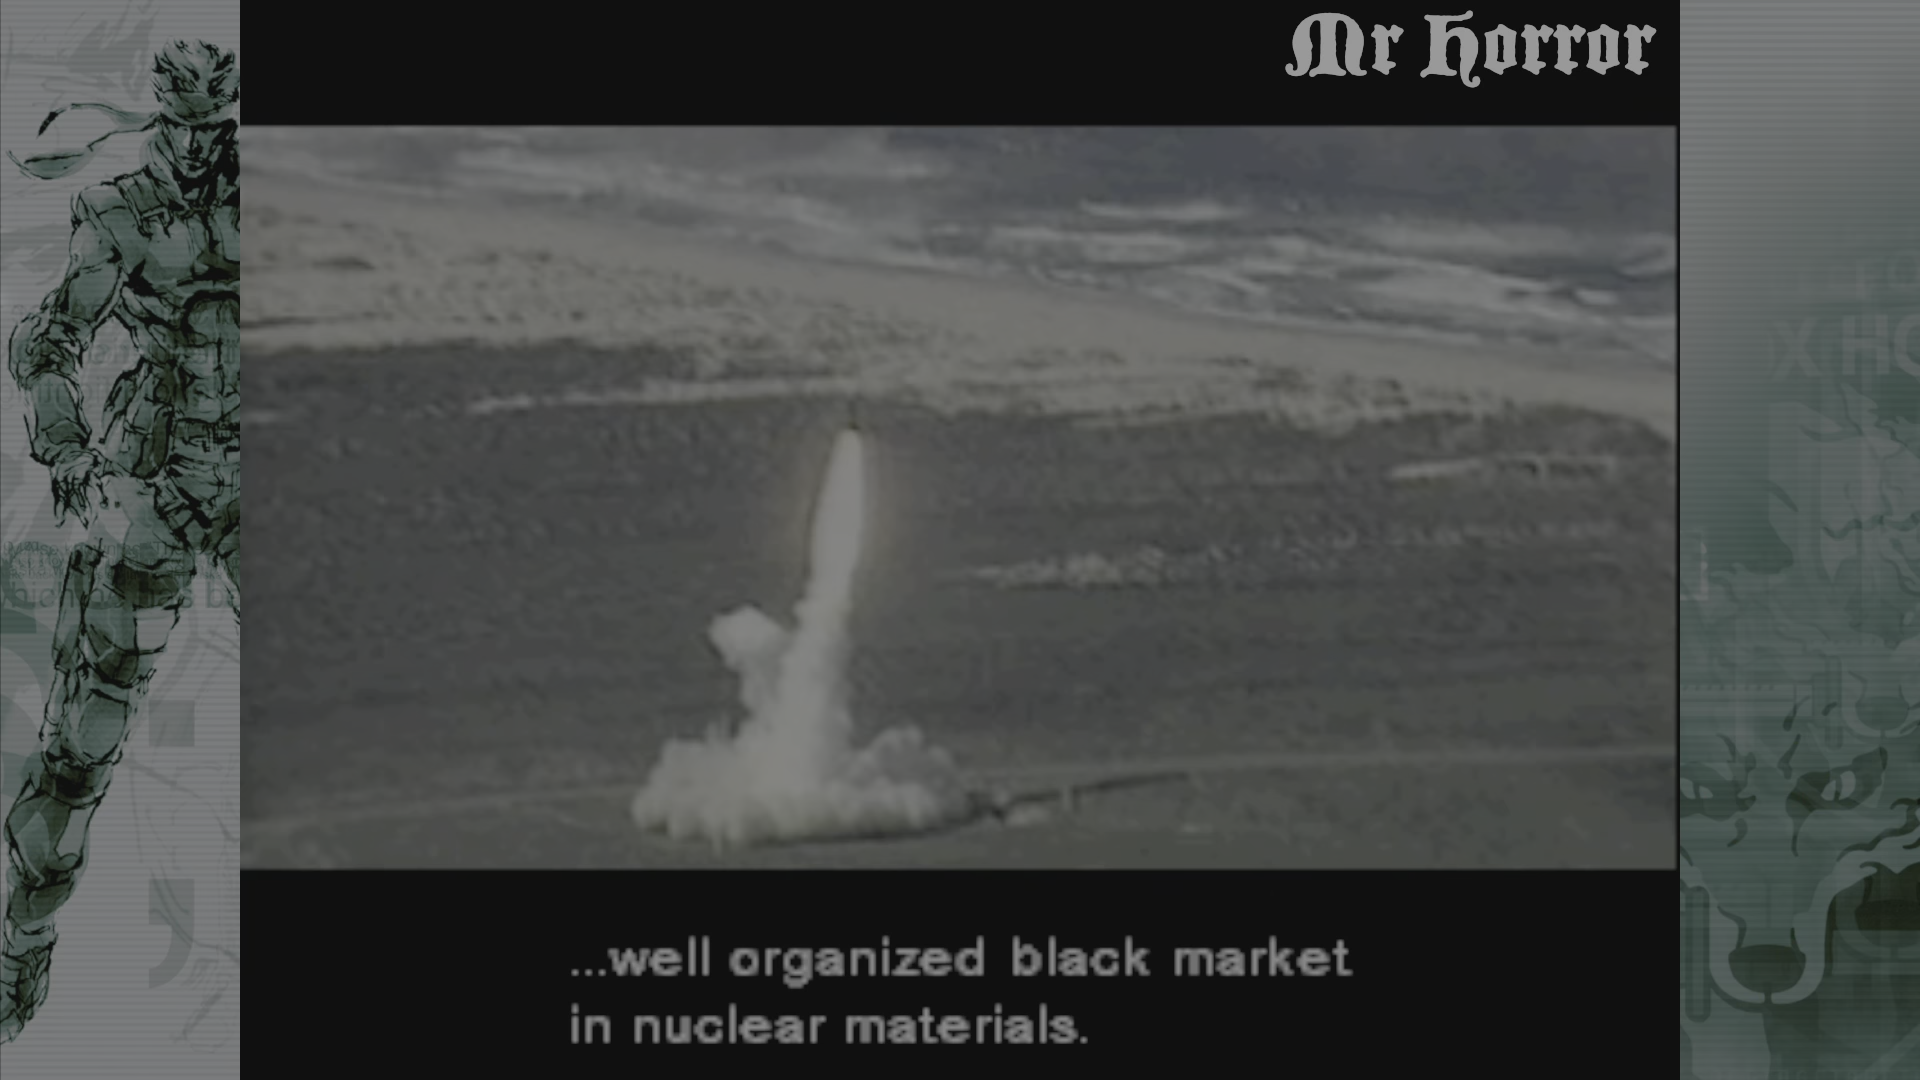 Mr Horror
...well organized black market
in nuclear materials.